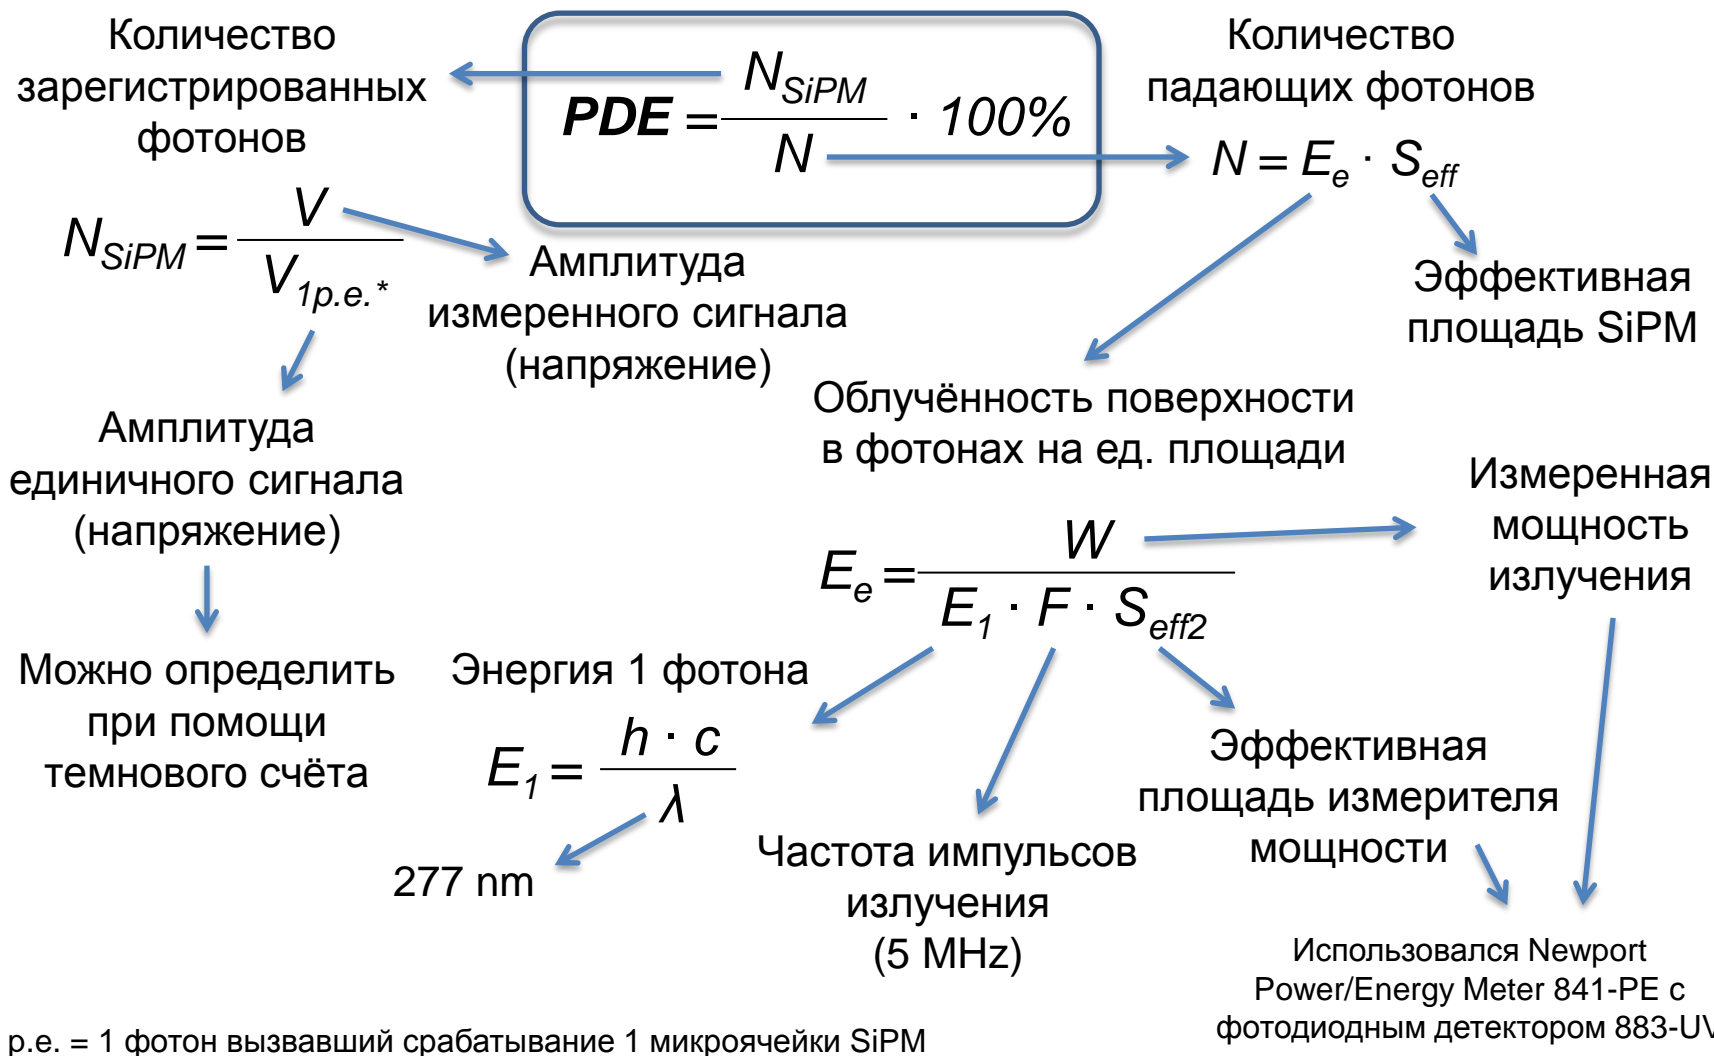 Количество
зарегистрированных
фотонов
PDE = N_SiPM / N · 100%
Количество
падающих фотонов
N = E_e · S_eff
N_SiPM = V / V_1p.e.*
Амплитуда
измеренного сигнала
(напряжение)
Эффективная
площадь SiPM
Облучённость поверхности
в фотонах на ед. площади
Амплитуда
единичного сигнала
(напряжение)
Измеренная
мощность
излучения
E_e = W / E_1 · F · S_eff2
Можно определить
при помощи
темнового счёта
Энергия 1 фотона
E_1 = h · c / λ
277 nm
Частота импульсов
излучения
(5 MHz)
Эффективная
площадь измерителя
мощности
Использовался Newport
Power/Energy Meter 841-PE с
фотодиодным детектором 883-UV
p.e. = 1 фотон вызвавший срабатывание 1 микроячейки SiPM